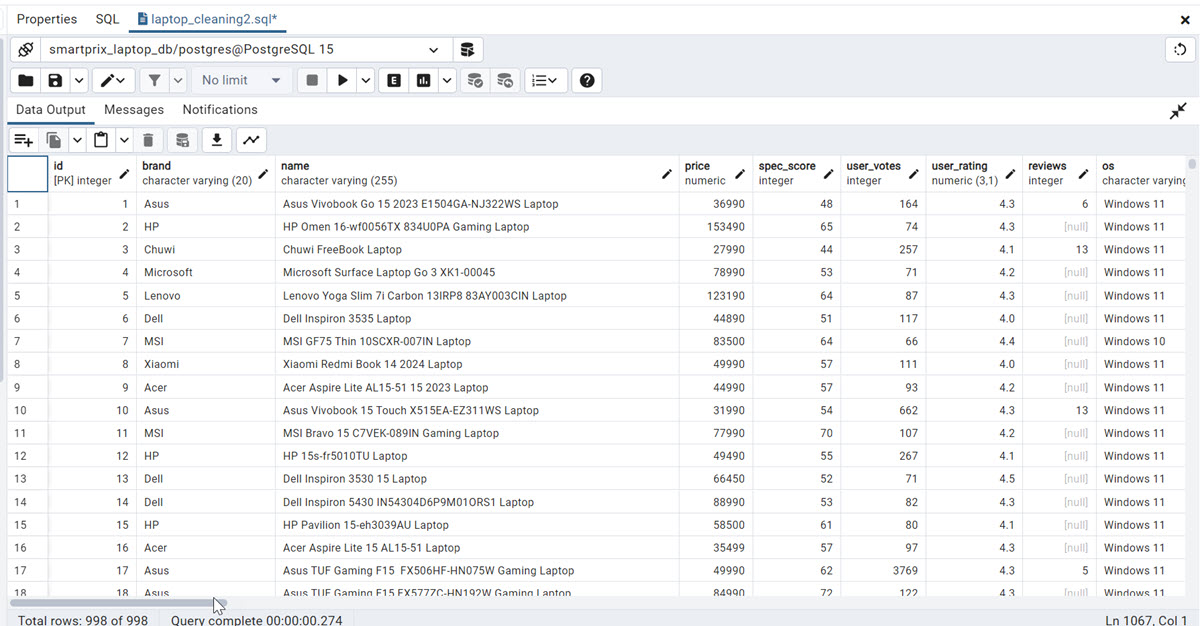 Properties SQL laptop_cleaning2.sql*
smartprix_laptop_db/postgres@PostgreSQL 15
No limit E
Data Output Messages Notifications
id brand name price spec_score user_votes user_rating reviews os
[PK] integer character varying (20) character varying (255) numeric integer integer numeric (3,1) integer character varying
1 1 Asus Asus Vivobook Go 15 2023 E1504GA-NJ322WS Laptop 36990 48 164 4.3 6 Windows 11
2 2 HP HP Omen 16-wf0056TX 834U0PA Gaming Laptop 153490 65 74 4.3 [null] Windows 11
3 3 Chuwi Chuwi FreeBook Laptop 27990 44 257 4.1 13 Windows 11
4 4 Microsoft Microsoft Surface Laptop Go 3 XK1-00045 78990 53 71 4.2 [null] Windows 11
5 5 Lenovo Lenovo Yoga Slim 7i Carbon 13IRP8 83AY003CIN Laptop 123190 64 87 4.3 [null] Windows 11
6 6 Dell Dell Inspiron 3535 Laptop 44890 51 117 4.0 [null] Windows 11
7 7 MSI MSI GF75 Thin 10SCXR-007IN Laptop 83500 64 66 4.4 [null] Windows 10
8 8 Xiaomi Xiaomi Redmi Book 14 2024 Laptop 49990 57 111 4.0 [null] Windows 11
9 9 Acer Acer Aspire Lite AL15-51 15 2023 Laptop 44990 57 93 4.2 [null] Windows 11
10 10 Asus Asus Vivobook 15 Touch X515EA-EZ311WS Laptop 31990 54 662 4.3 13 Windows 11
11 11 MSI MSI Bravo 15 C7VEK-089IN Gaming Laptop 77990 70 107 4.2 [null] Windows 11
12 12 HP HP 15s-fr5010TU Laptop 49490 55 267 4.1 [null] Windows 11
13 13 Dell Dell Inspiron 3530 15 Laptop 66450 52 71 4.5 [null] Windows 11
14 14 Dell Dell Inspiron 5430 IN54304D6P9M01ORS1 Laptop 88990 53 82 4.3 [null] Windows 11
15 15 HP HP Pavilion 15-eh3039AU Laptop 58500 61 80 4.1 [null] Windows 11
16 16 Acer Acer Aspire Lite 15 AL15-51 Laptop 35499 57 97 4.3 [null] Windows 11
17 17 Asus Asus TUF Gaming F15 FX506HF-HN075W Gaming Laptop 49990 62 3769 4.3 5 Windows 11
18 18 Asus Asus TUF Gaming F15 FX577ZC-HN192W Gaming Laptop 84990 72 122 4.3 [null] Windows 11
Total rows: 998 of 998 Query complete 00:00:00.274 Ln 1067, Col 1